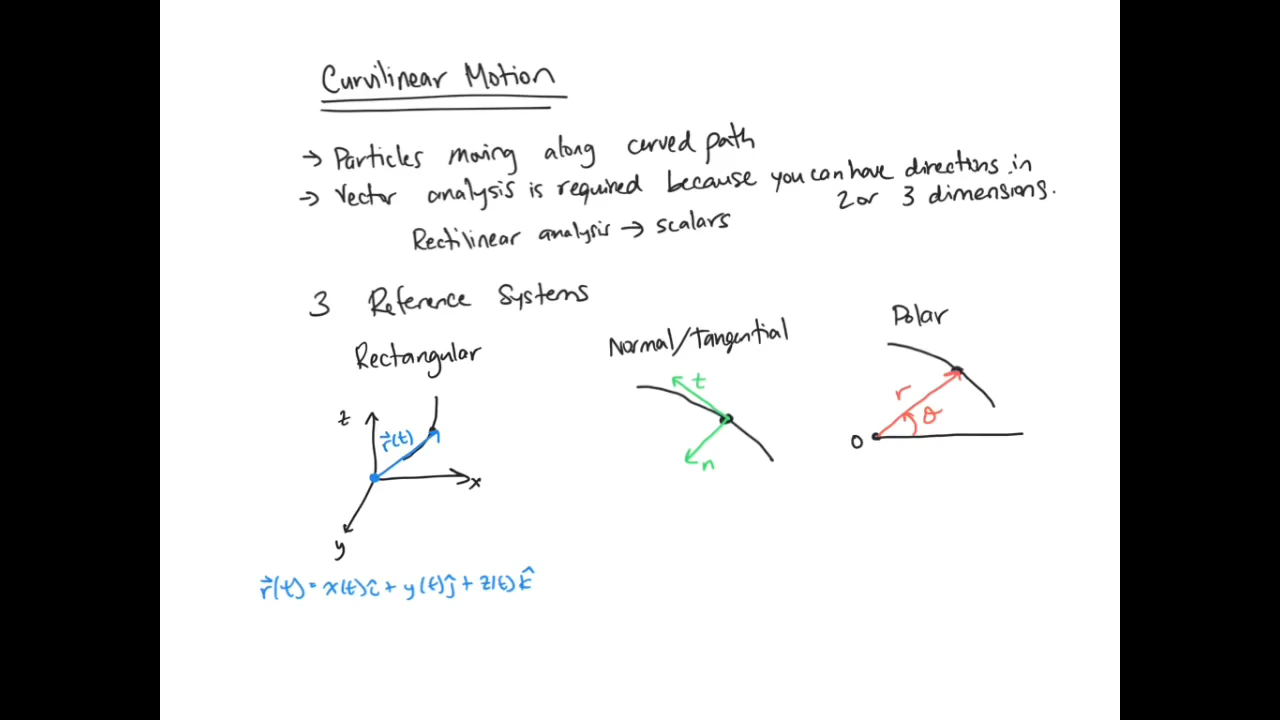 Curvilinear Motion
→ Particles moving along curved path
→ Vector analysis is required because you can have directions in
2 or 3 dimensions.
Rectilinear analysis → scalars
3 Reference Systems
Rectangular
Normal/Tangential
Polar
z
r⃗(t)
x
y
t
n
r
θ
O
r⃗(t) = x(t)î + y(t)ĵ + z(t)k̂